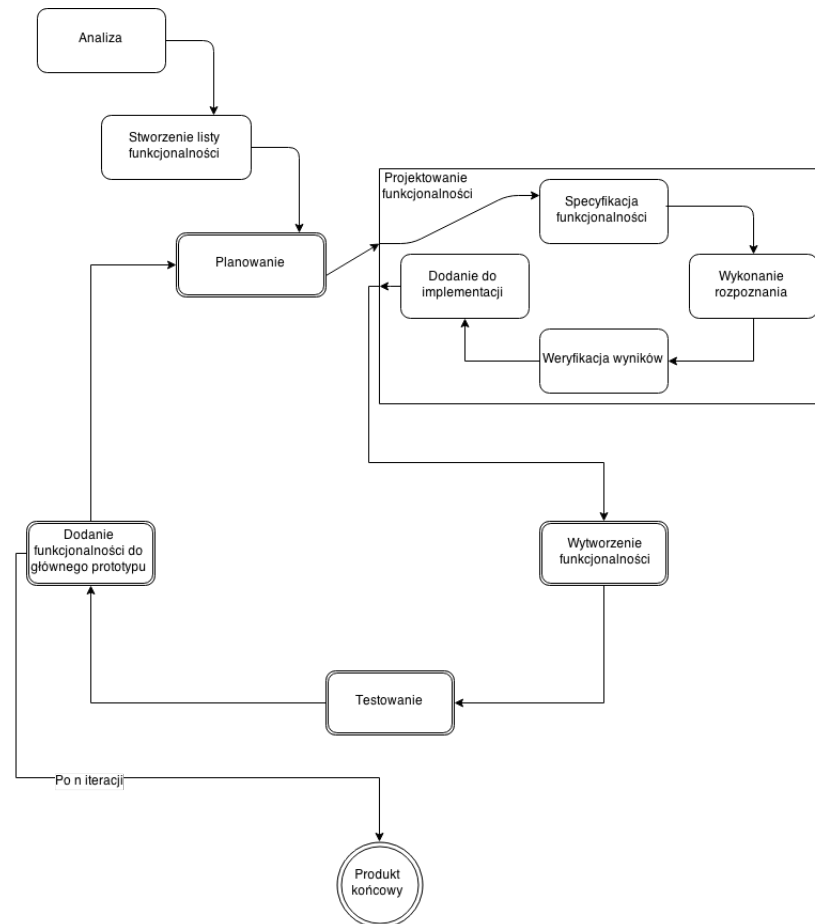 Analiza
Stworzenie listy
funkcjonalności
Projektowanie
funkcjonalności
Specyfikacja
funkcjonalności
Planowanie
Dodanie do
implementacji
Wykonanie
rozpoznania
Weryfikacja wyników
Dodanie
funkcjonalności do
głównego prototypu
Wytworzenie
funkcjonalności
Testowanie
Po n iteracji
Produkt
końcowy